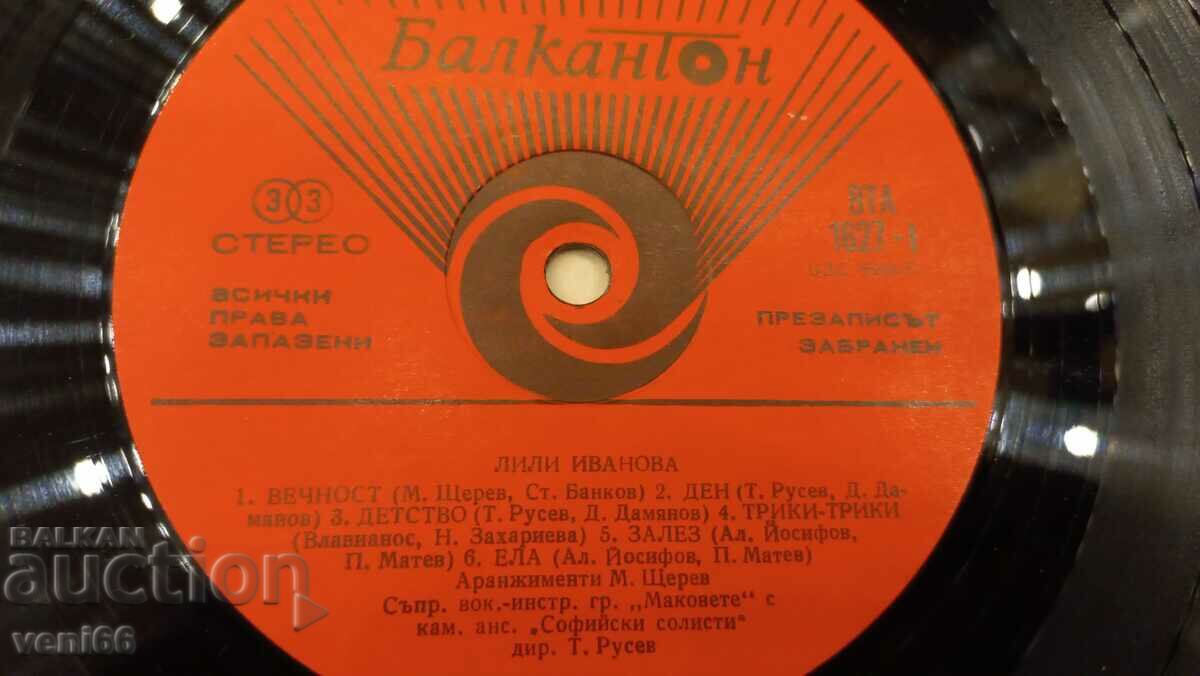 Балкантон
33
СТЕРЕО
ВСИЧКИ
ПРАВА
ЗАПАЗЕНИ
ВТА
1627-I
ПРЕЗАПИСЪТ
ЗАБРАНЕН
ЛИЛИ ИВАНОВА
1. ВЕЧНОСТ (М. Щерев, Ст. Банков) 2. ДЕН (Т. Русев, Д. Да-
манов) 3. ДЕТСТВО (Т. Русев, Д. Дамянов) 4. ТРИКИ-ТРИКИ
(Влавианос, Н. Захариева) 5. ЗАЛЕЗ (Ал. Йосифов,
П. Матев) 6. ЕЛА (Ал. Йосифов, П. Матев)
Аранжименти М. Щерев
Съпр. вок.-инстр. гр. „Маковете" с
кам. анс. „Софийски солисти"
дир. Т. Русев
BALKAN
auction
veni66